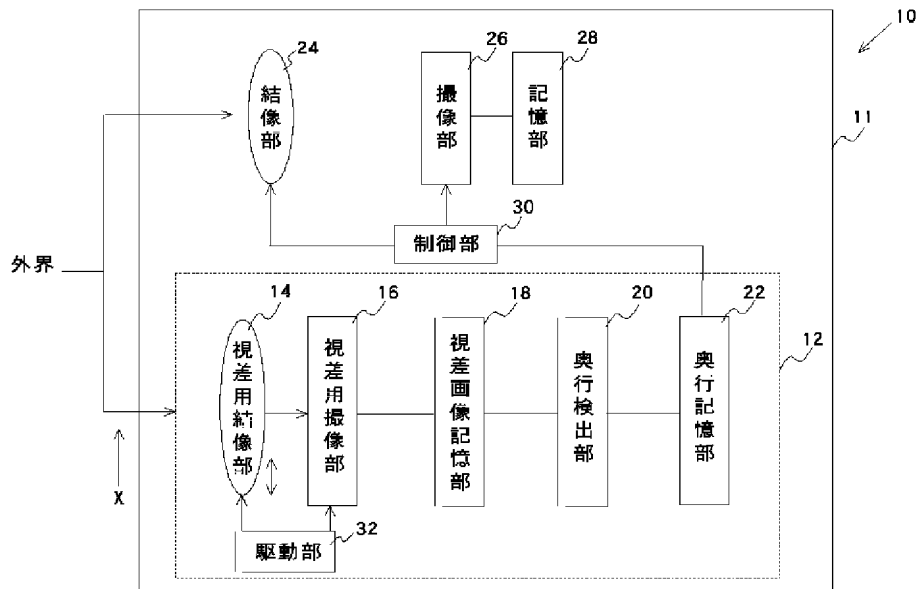 10
24
結像部
26
撮像部
28
記憶部
11
30
制御部
外界
14
視差用結像部
16
視差用撮像部
18
視差画像記憶部
20
奥行検出部
22
奥行記憶部
12
X
32
駆動部